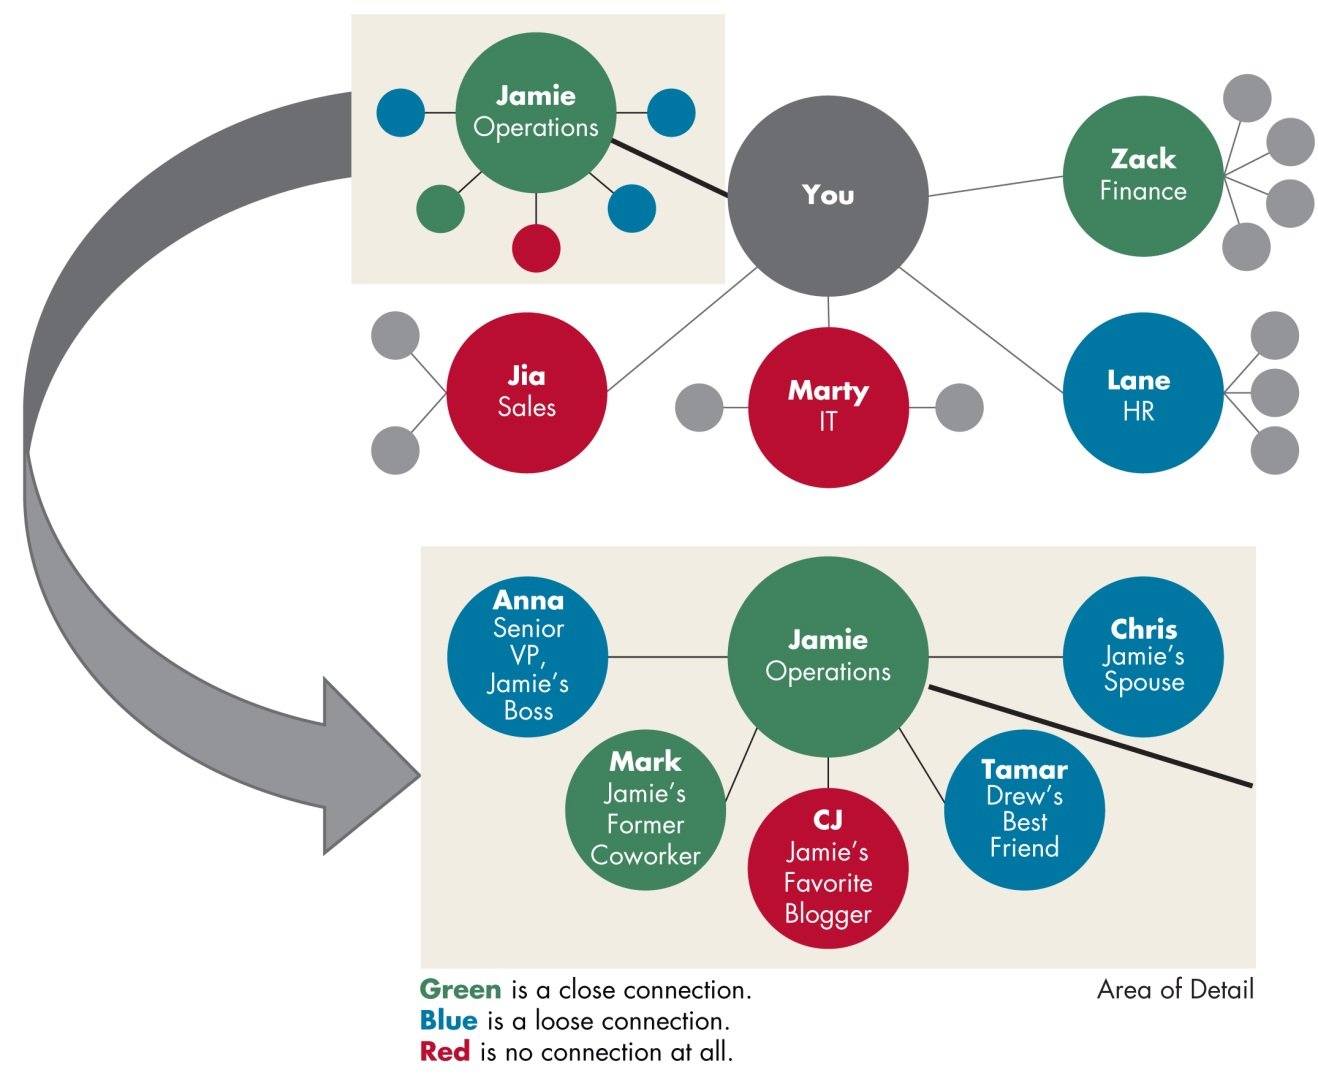 Jamie
Operations
You
Zack
Finance
Jia
Sales
Marty
IT
Lane
HR
Anna
Senior
VP,
Jamie’s
Boss
Jamie
Operations
Chris
Jamie’s
Spouse
Mark
Jamie’s
Former
Coworker
CJ
Jamie’s
Favorite
Blogger
Tamar
Drew’s
Best
Friend
Green is a close connection.
Blue is a loose connection.
Red is no connection at all.
Area of Detail